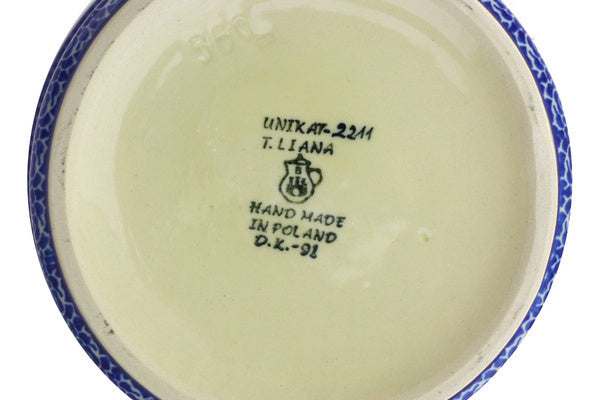 UNIKAT-2211
T.LIANA
B
HAND MADE
IN POLAND
D.K.-92